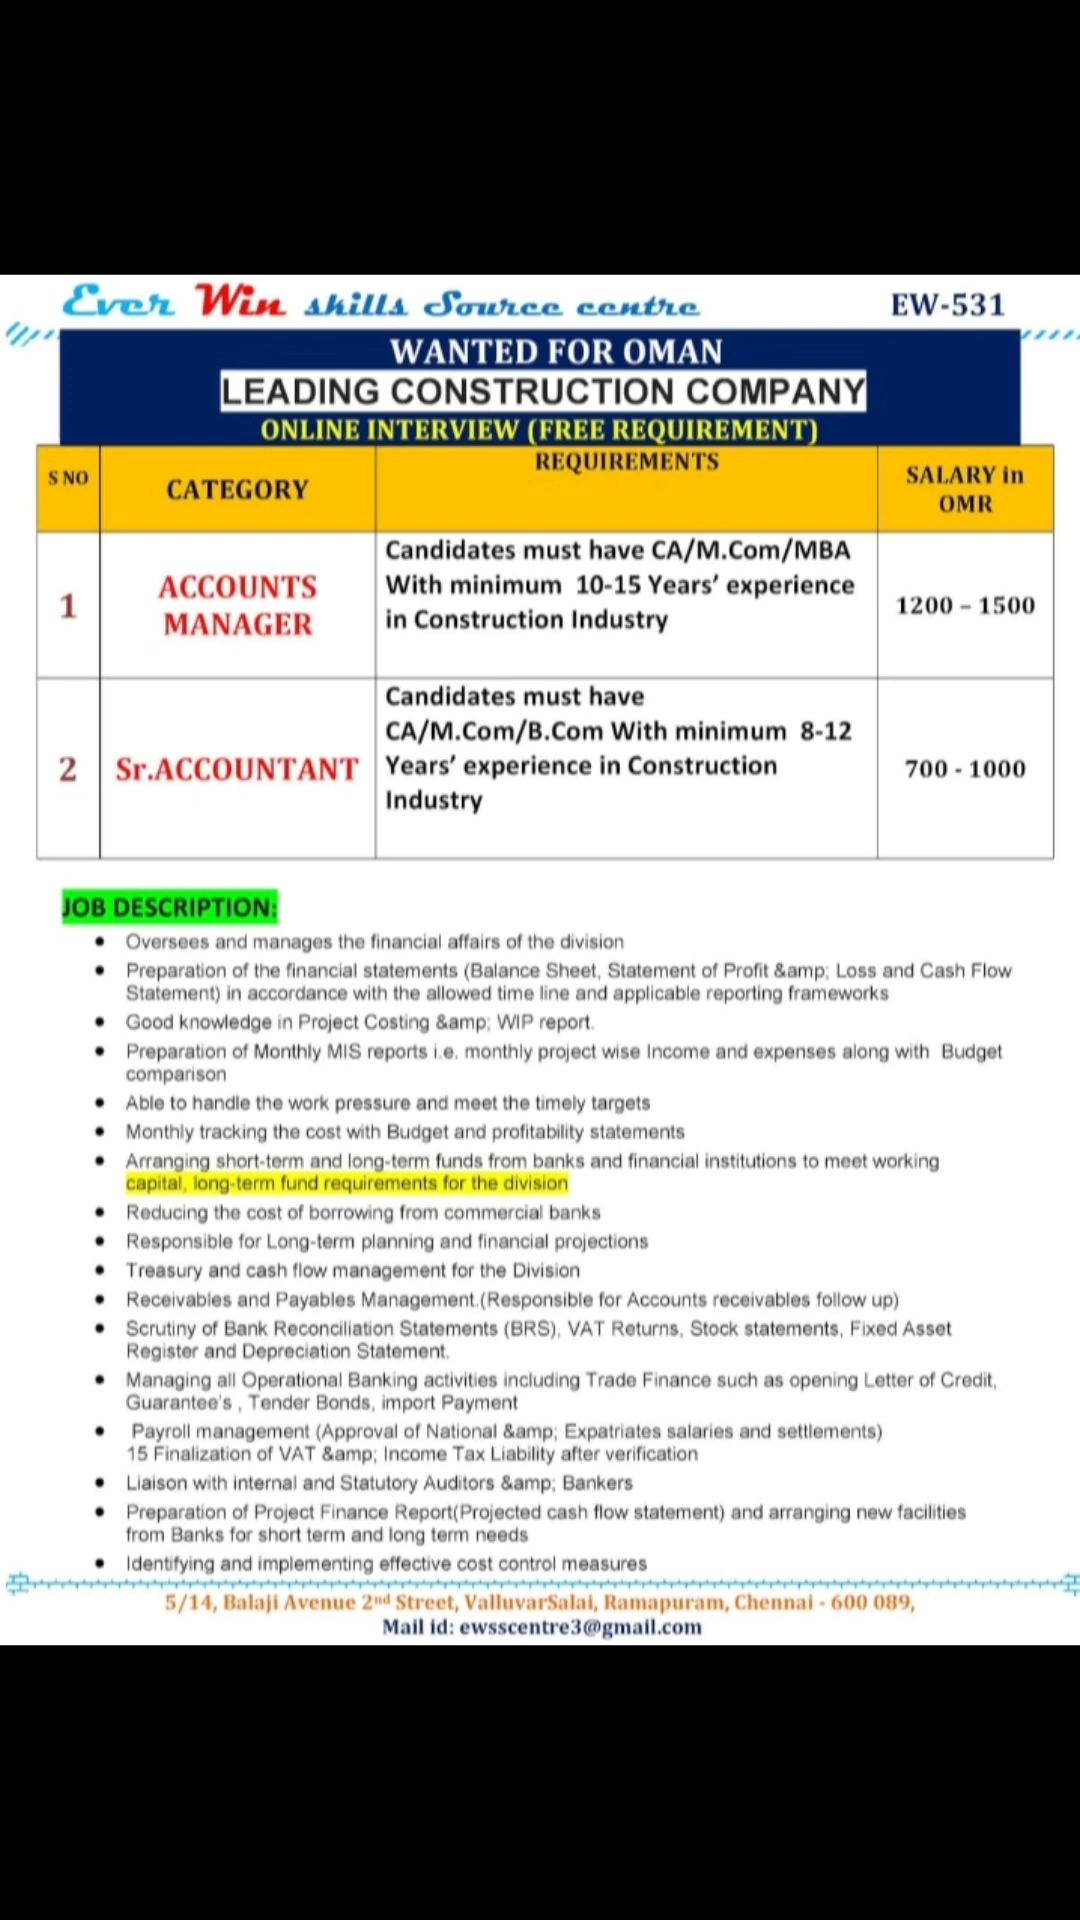 Ever Win skills Source centre
EW-531
WANTED FOR OMAN
LEADING CONSTRUCTION COMPANY
ONLINE INTERVIEW (FREE REQUIREMENT)
S NO
CATEGORY
REQUIREMENTS
SALARY in
OMR
1
ACCOUNTS
MANAGER
Candidates must have CA/M.Com/MBA
With minimum 10-15 Years’ experience
in Construction Industry
1200 – 1500
2
Sr.ACCOUNTANT
Candidates must have
CA/M.Com/B.Com With minimum 8-12
Years’ experience in Construction
Industry
700 - 1000
JOB DESCRIPTION:
• Oversees and manages the financial affairs of the division
• Preparation of the financial statements (Balance Sheet, Statement of Profit &amp; Loss and Cash Flow
Statement) in accordance with the allowed time line and applicable reporting frameworks
• Good knowledge in Project Costing &amp; WIP report.
• Preparation of Monthly MIS reports i.e. monthly project wise Income and expenses along with Budget
comparison
• Able to handle the work pressure and meet the timely targets
• Monthly tracking the cost with Budget and profitability statements
• Arranging short-term and long-term funds from banks and financial institutions to meet working
capital, long-term fund requirements for the division
• Reducing the cost of borrowing from commercial banks
• Responsible for Long-term planning and financial projections
• Treasury and cash flow management for the Division
• Receivables and Payables Management.(Responsible for Accounts receivables follow up)
• Scrutiny of Bank Reconciliation Statements (BRS), VAT Returns, Stock statements, Fixed Asset
Register and Depreciation Statement.
• Managing all Operational Banking activities including Trade Finance such as opening Letter of Credit,
Guarantee's , Tender Bonds, import Payment
• Payroll management (Approval of National &amp; Expatriates salaries and settlements)
15 Finalization of VAT &amp; Income Tax Liability after verification
• Liaison with internal and Statutory Auditors &amp; Bankers
• Preparation of Project Finance Report(Projected cash flow statement) and arranging new facilities
from Banks for short term and long term needs
• Identifying and implementing effective cost control measures
5/14, Balaji Avenue 2nd Street, ValluvarSalai, Ramapuram, Chennai - 600 089,
Mail id: ewsscentre3@gmail.com